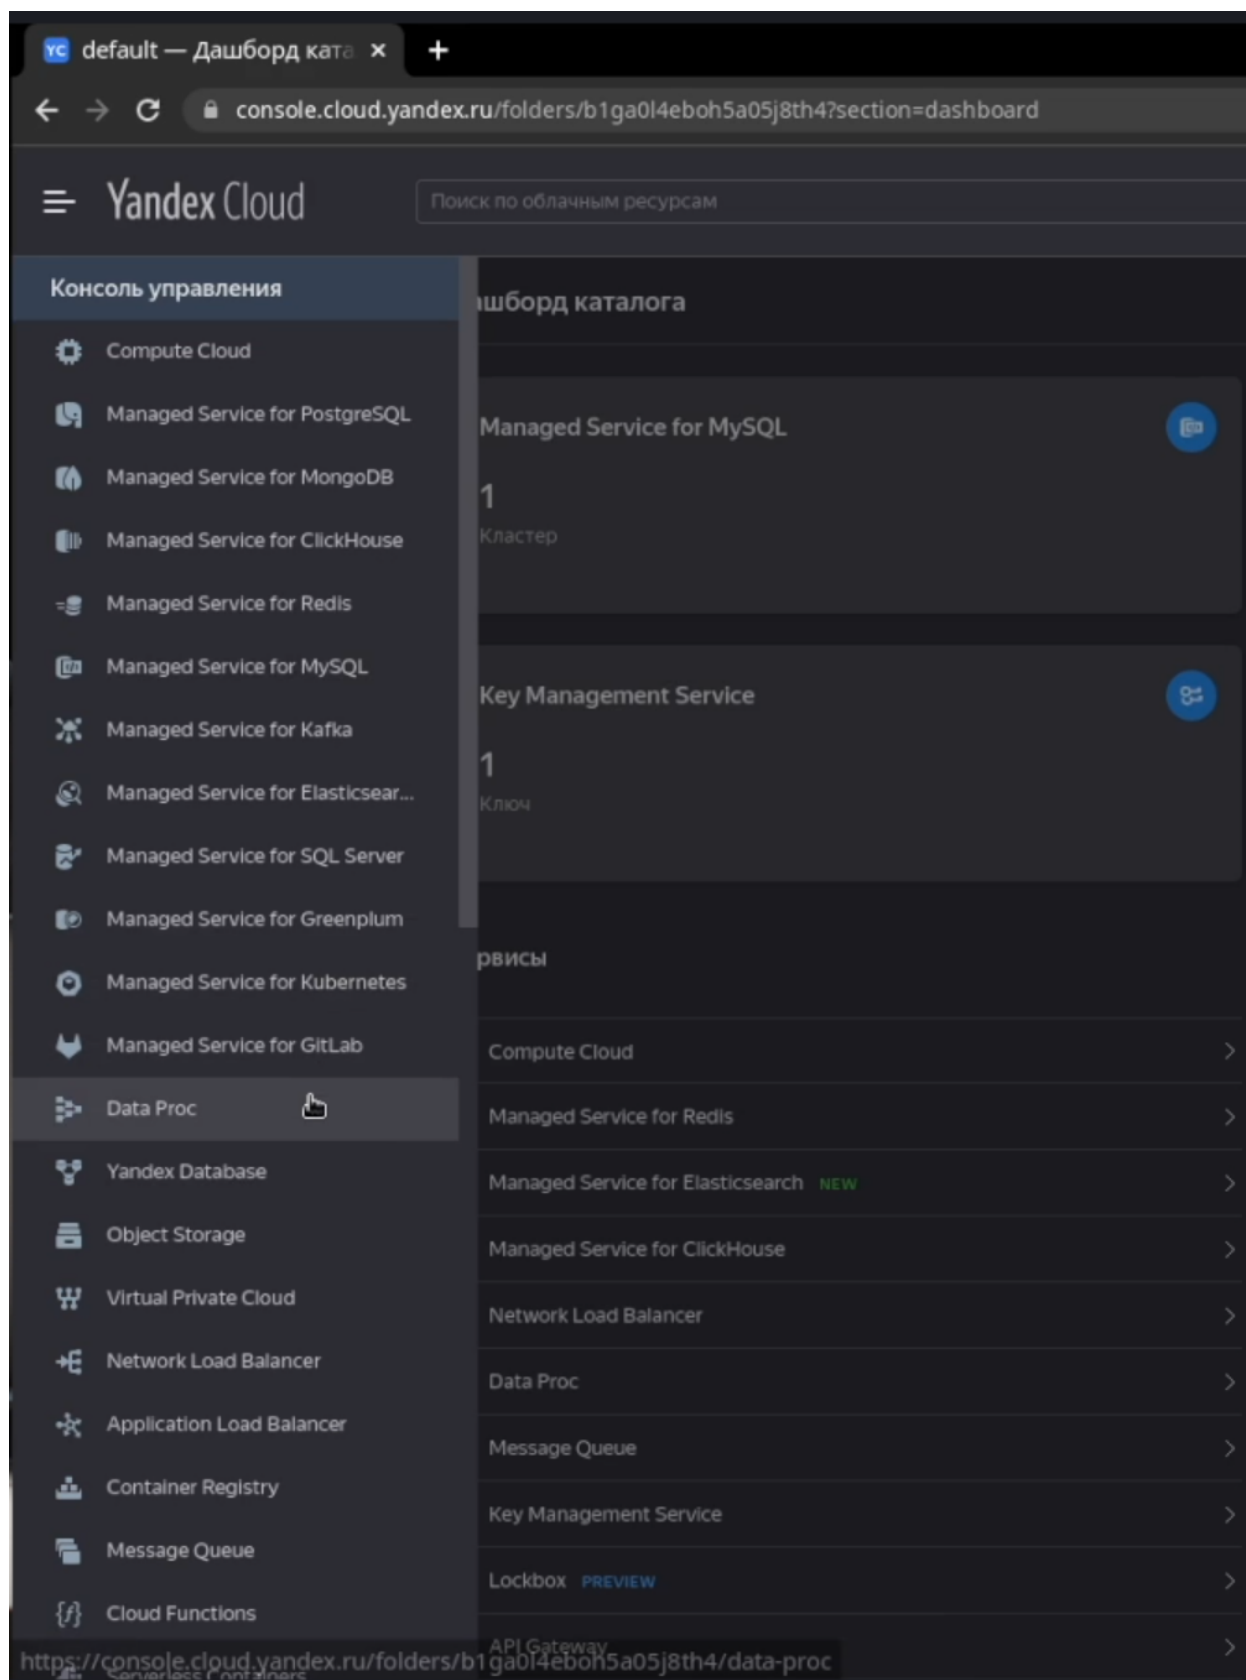 default — Дашборд ката
console.cloud.yandex.ru/folders/b1ga0l4eboh5a05j8th4?section=dashboard
Yandex Cloud
Поиск по облачным ресурсам
Консоль управления
Compute Cloud
Managed Service for PostgreSQL
Managed Service for MongoDB
Managed Service for ClickHouse
Managed Service for Redis
Managed Service for MySQL
Managed Service for Kafka
Managed Service for Elasticsear...
Managed Service for SQL Server
Managed Service for Greenplum
Managed Service for Kubernetes
Managed Service for GitLab
Data Proc
Yandex Database
Object Storage
Virtual Private Cloud
Network Load Balancer
Application Load Balancer
Container Registry
Message Queue
Cloud Functions
Serverless Containers
ашборд каталога
Managed Service for MySQL
1
Кластер
Key Management Service
1
Ключ
рвисы
Compute Cloud
Managed Service for Redis
Managed Service for Elasticsearch NEW
Managed Service for ClickHouse
Network Load Balancer
Data Proc
Message Queue
Key Management Service
Lockbox PREVIEW
API Gateway
https://console.cloud.yandex.ru/folders/b1ga0l4eboh5a05j8th4/data-proc